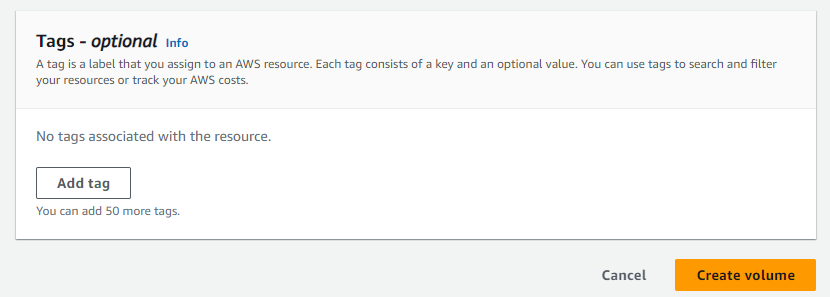 Tags - optional Info
A tag is a label that you assign to an AWS resource. Each tag consists of a key and an optional value. You can use tags to search and filter
your resources or track your AWS costs.
No tags associated with the resource.
Add tag
You can add 50 more tags.
Cancel Create volume